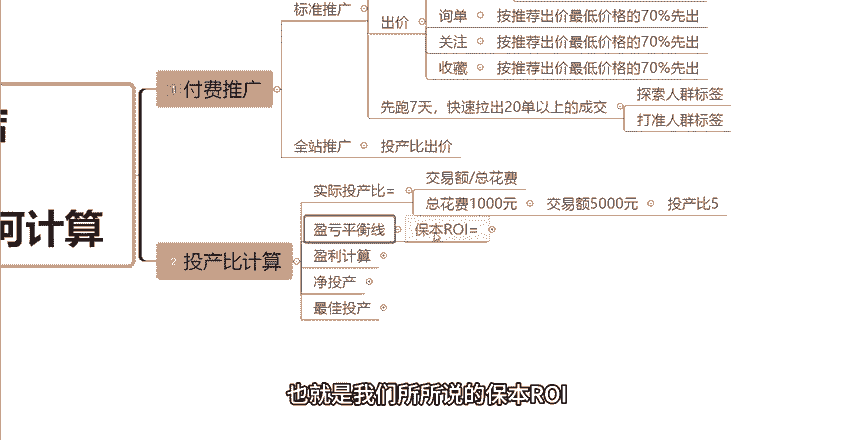 标准推广
出价
询单 按推荐出价最低价格的70%先出
关注 按推荐出价最低价格的70%先出
收藏 按推荐出价最低价格的70%先出
付费推广
先跑7天，快速拉出20单以上的成交
探索人群标签
打准人群标签
全站推广 投产比出价
何计算
2 投产比计算
实际投产比=
交易额/总花费
总花费1000元 交易额5000元 投产比5
盈亏平衡线 保本ROI=
盈利计算
净投产
最佳投产
也就是我们所所说的保本ROI